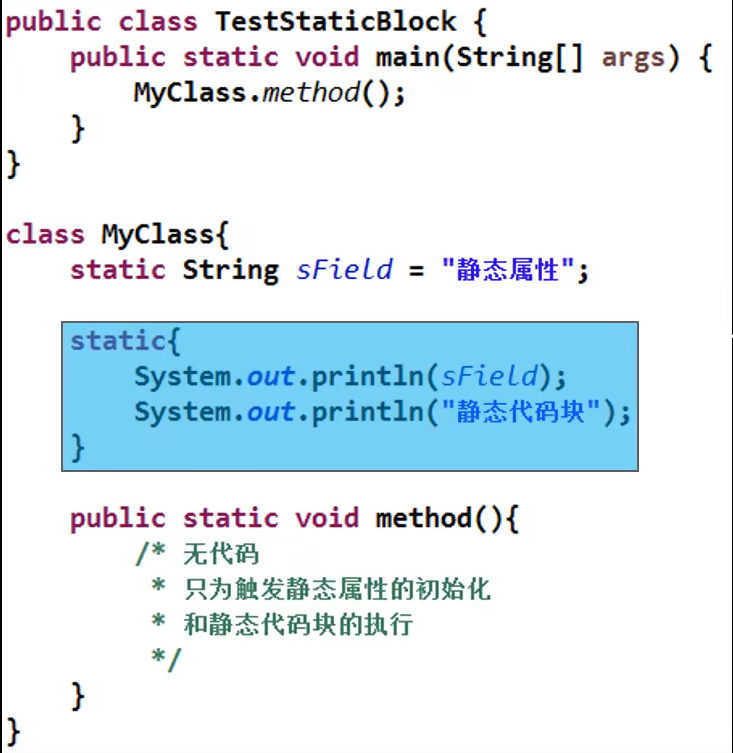 public class TestStaticBlock {
    public static void main(String[] args) {
        MyClass.method();
    }
}

class MyClass{
    static String sField = "静态属性";

    static{
        System.out.println(sField);
        System.out.println("静态代码块");
    }

    public static void method(){
        /* 无代码
         * 只为触发静态属性的初始化
         * 和静态代码块的执行
         */
    }
}